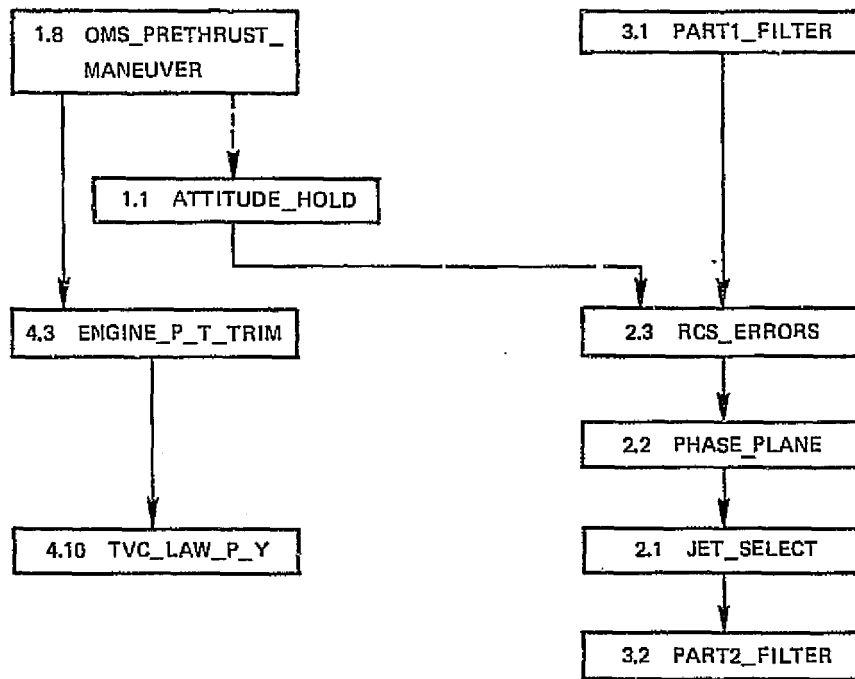 1.8 OMS_PRETHRUST_
MANEUVER
3.1 PART1_FILTER
1.1 ATTITUDE_HOLD
4.3 ENGINE_P_T_TRIM
2.3 RCS_ERRORS
2.2 PHASE_PLANE
4.10 TVC_LAW_P_Y
2.1 JET_SELECT
3.2 PART2_FILTER